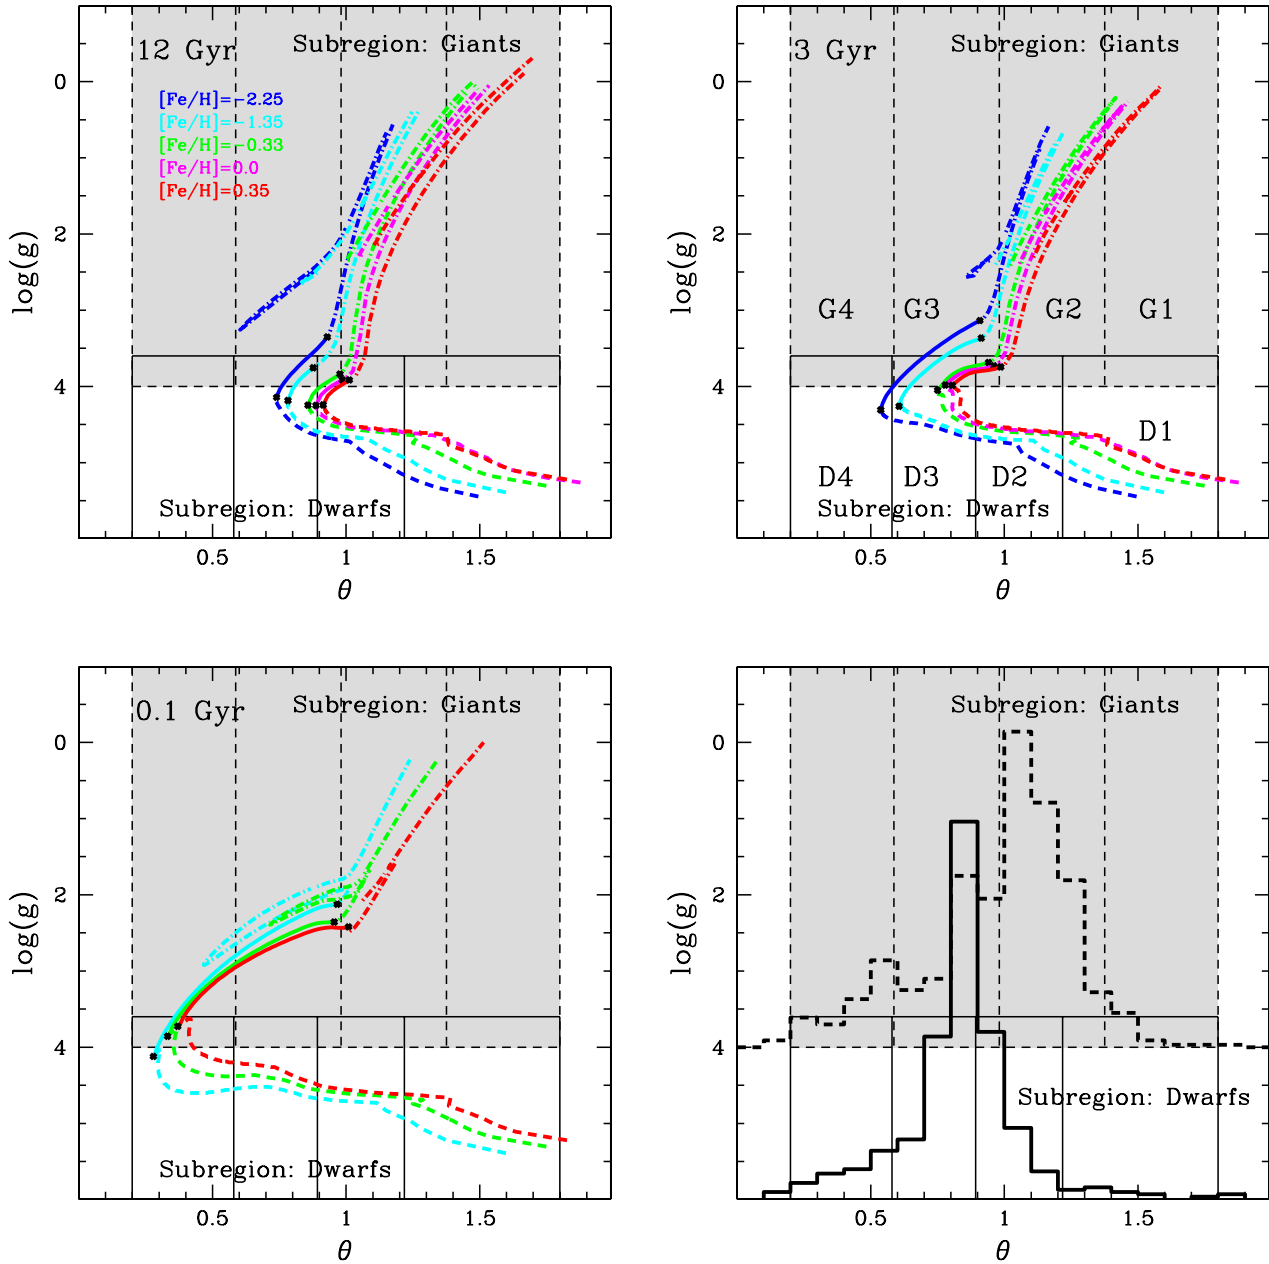 Subregion: Giants
12 Gyr
[Fe/H]=−2.25
[Fe/H]=−1.35
[Fe/H]=−0.33
[Fe/H]=0.0
[Fe/H]=0.35
0
2
4
log(g)
Subregion: Dwarfs
0.5 1 1.5
θ
Subregion: Giants
3 Gyr
0
2
4
log(g)
G4 G3 G2 G1
D1
D4 D3 D2
Subregion: Dwarfs
0.5 1 1.5
θ
Subregion: Giants
0.1 Gyr
0
2
4
log(g)
Subregion: Dwarfs
0.5 1 1.5
θ
Subregion: Giants
0
2
4
log(g)
Subregion: Dwarfs
0.5 1 1.5
θ